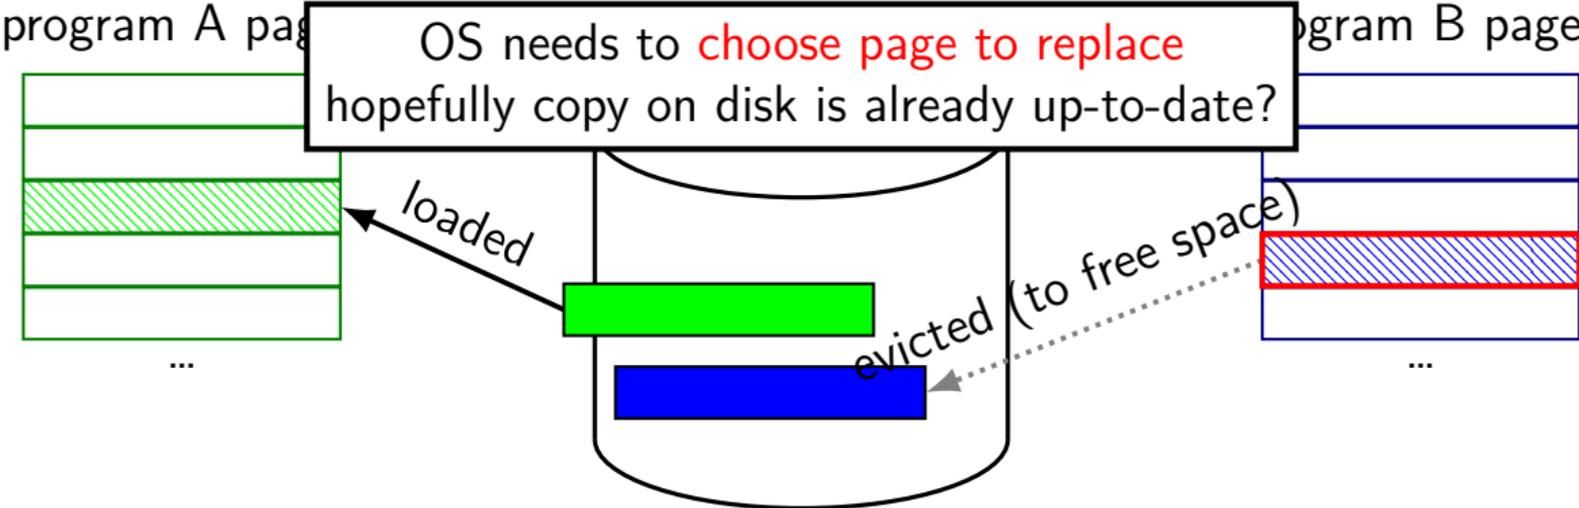 program A pag
OS needs to choose page to replace
hopefully copy on disk is already up-to-date?
ogram B page
loaded
evicted (to free space)
...
...